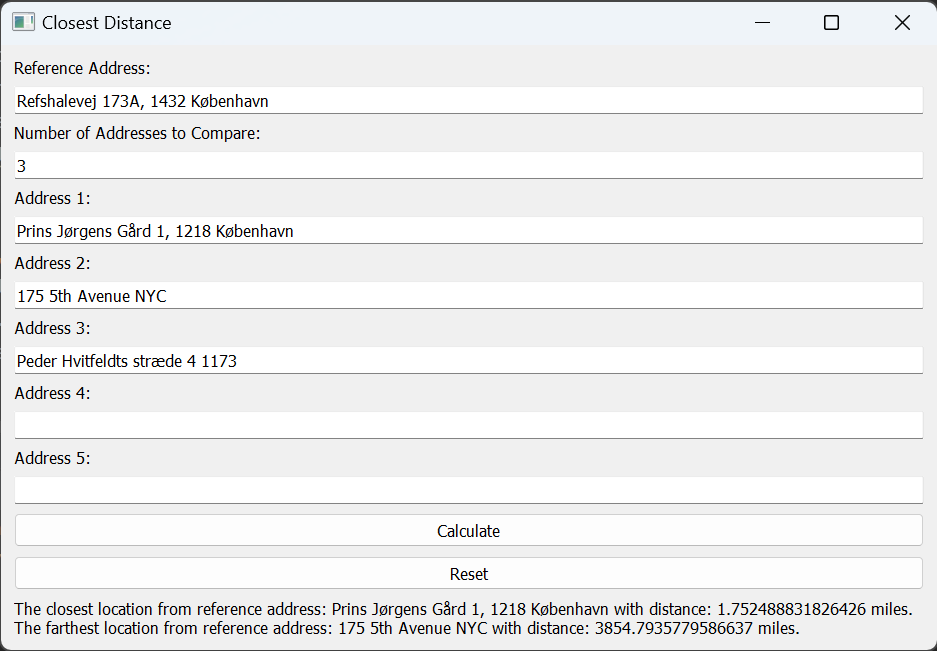 Closest Distance
Reference Address:
Refshalevej 173A, 1432 København
Number of Addresses to Compare:
3
Address 1:
Prins Jørgens Gård 1, 1218 København
Address 2:
175 5th Avenue NYC
Address 3:
Peder Hvitfeldts stræde 4 1173
Address 4:
Address 5:
Calculate
Reset
The closest location from reference address: Prins Jørgens Gård 1, 1218 København with distance: 1.752488831826426 miles.
The farthest location from reference address: 175 5th Avenue NYC with distance: 3854.7935779586637 miles.